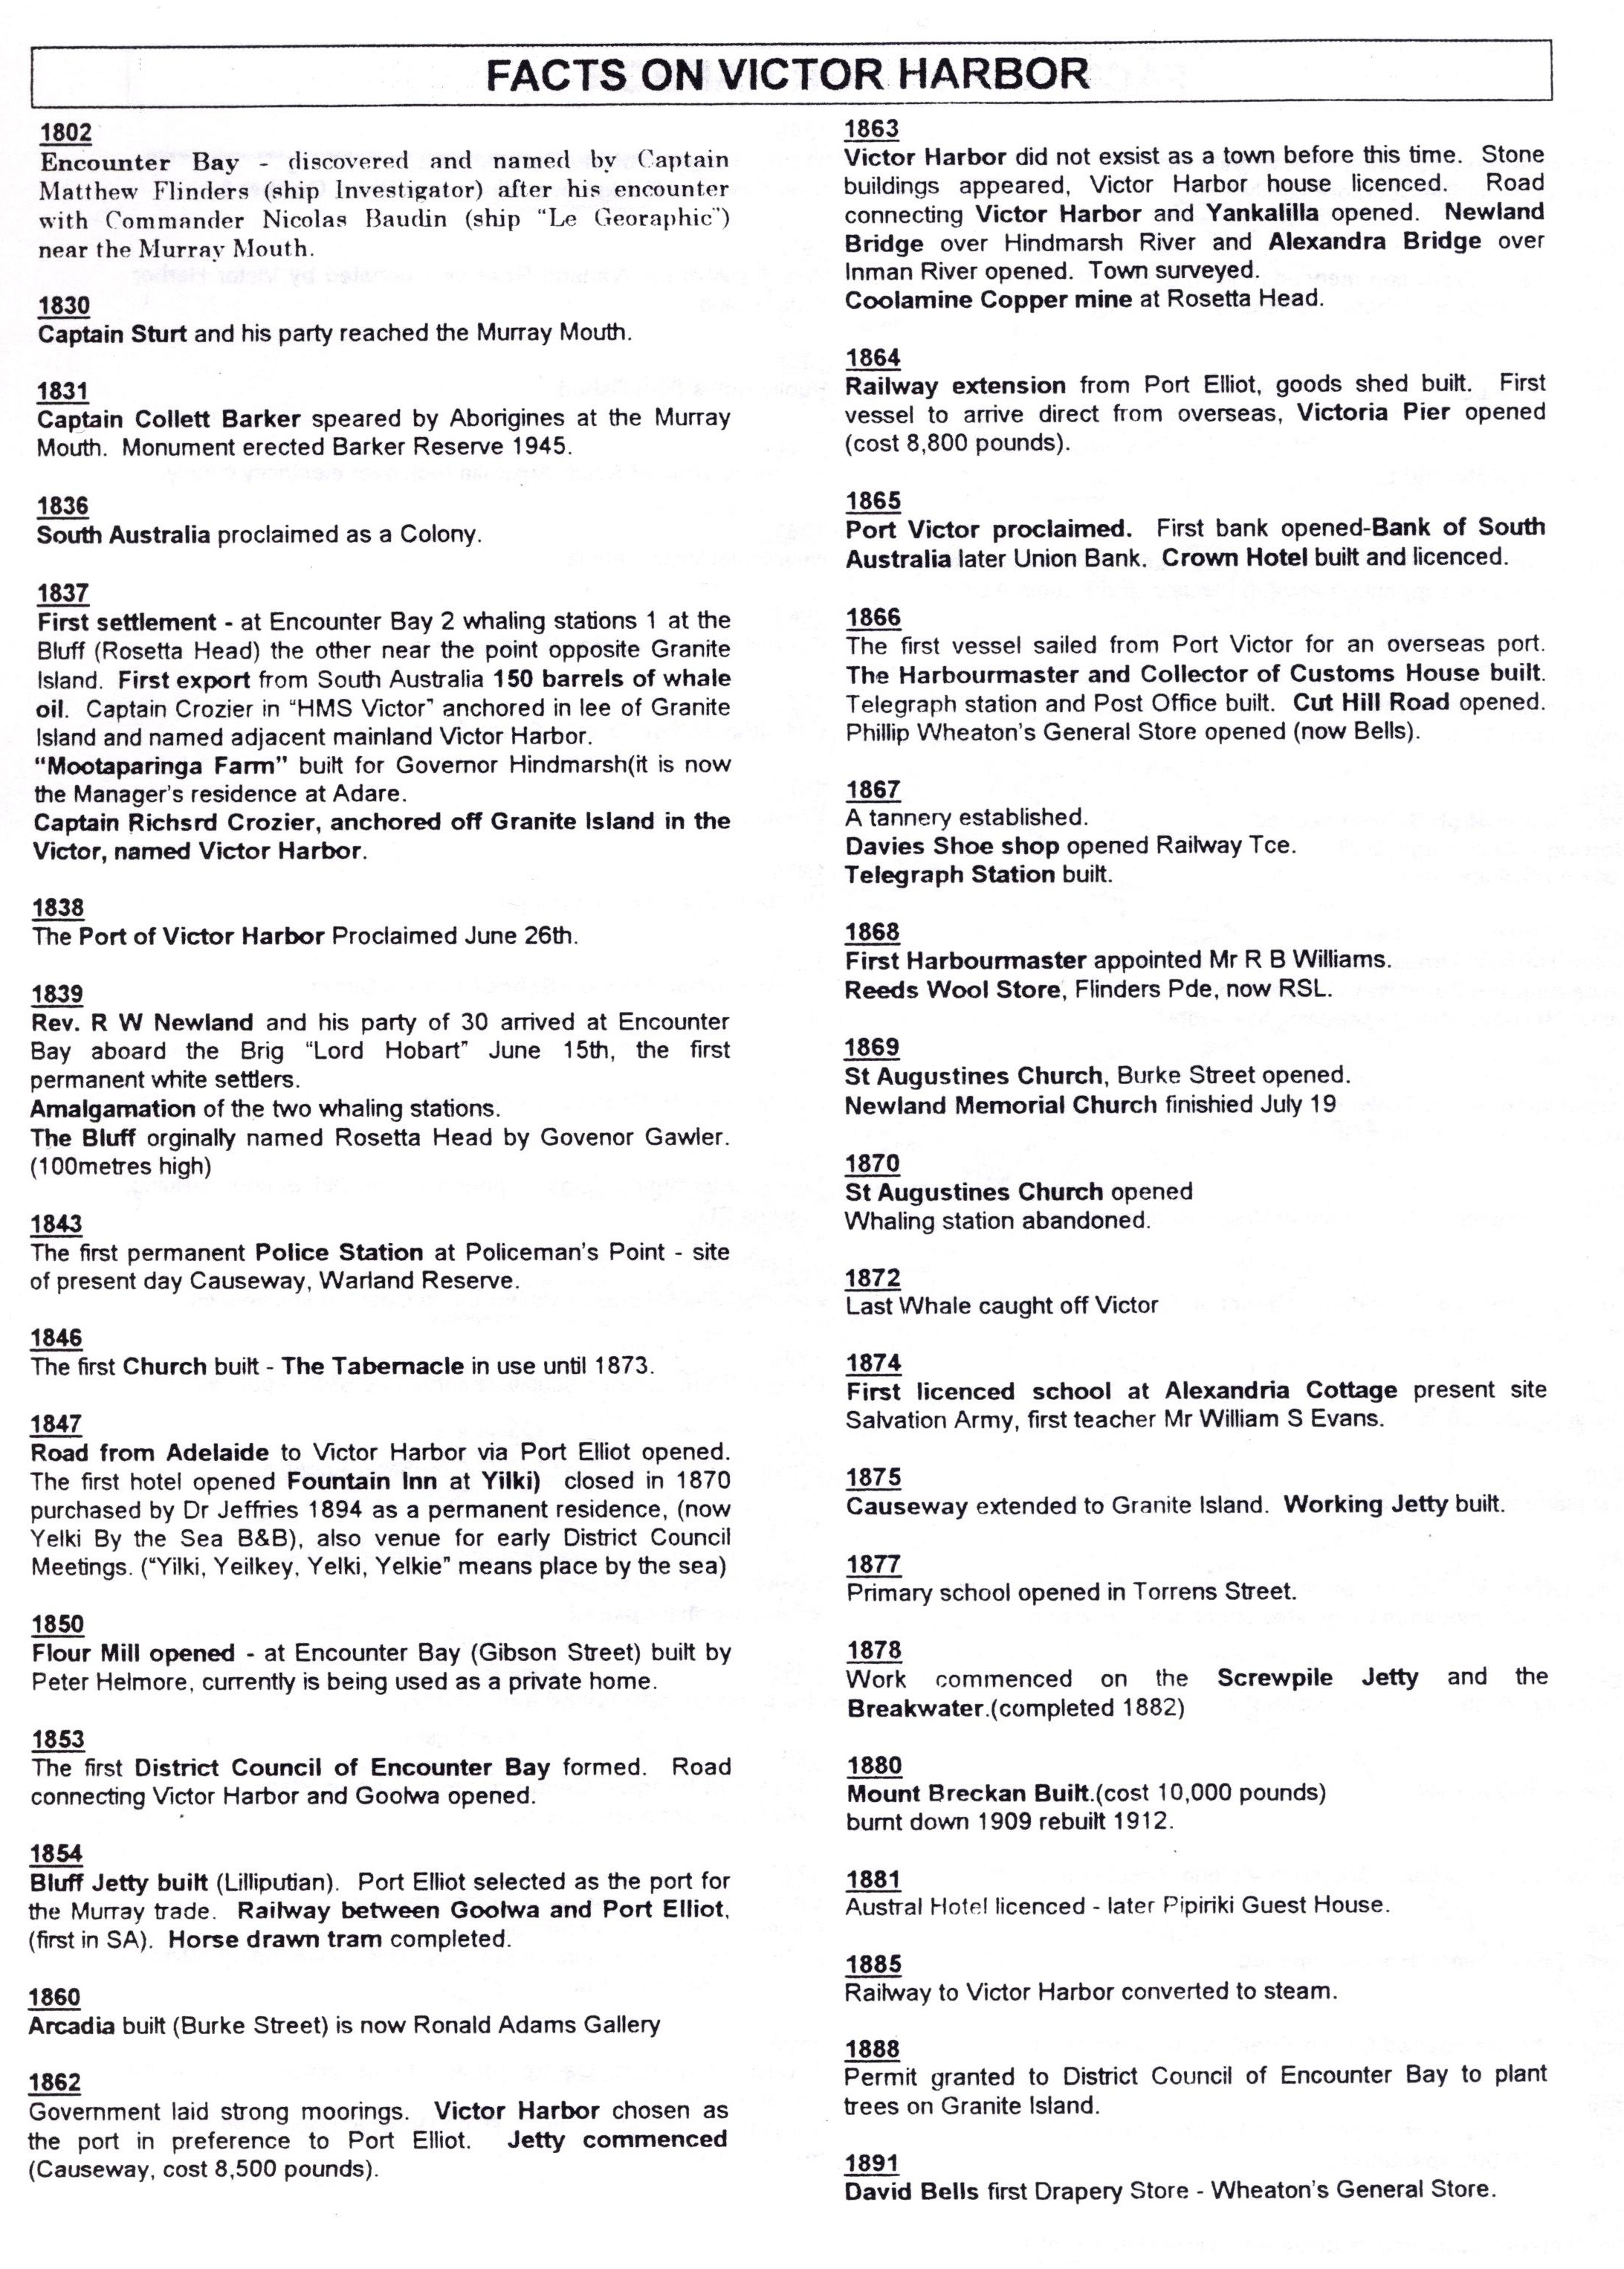 FACTS ON VICTOR HARBOR
1802
Encounter Bay - discovered and named by Captain
Matthew Flinders (ship Investigator) after his encounter
with Commander Nicolas Baudin (ship "Le Georaphic")
near the Murray Mouth.
1830
Captain Sturt and his party reached the Murray Mouth.
1831
Captain Collett Barker speared by Aborigines at the Murray
Mouth. Monument erected Barker Reserve 1945.
1836
South Australia proclaimed as a Colony.
1837
First settlement - at Encounter Bay 2 whaling stations 1 at the
Bluff (Rosetta Head) the other near the point opposite Granite
Island. First export from South Australia 150 barrels of whale
oil. Captain Crozier in "HMS Victor" anchored in lee of Granite
Island and named adjacent mainland Victor Harbor.
"Mootaparinga Farm" built for Governor Hindmarsh(it is now
the Manager's residence at Adare.
Captain Richsrd Crozier, anchored off Granite Island in the
Victor, named Victor Harbor.
1838
The Port of Victor Harbor Proclaimed June 26th.
1839
Rev. R W Newland and his party of 30 arrived at Encounter
Bay aboard the Brig "Lord Hobart" June 15th, the first
permanent white settlers.
Amalgamation of the two whaling stations.
The Bluff orginally named Rosetta Head by Govenor Gawler.
(100metres high)
1843
The first permanent Police Station at Policeman's Point - site
of present day Causeway, Warland Reserve.
1846
The first Church built - The Tabernacle in use until 1873.
1847
Road from Adelaide to Victor Harbor via Port Elliot opened.
The first hotel opened Fountain Inn at Yilki) closed in 1870
purchased by Dr Jeffries 1894 as a permanent residence, (now
Yelki By the Sea B&B), also venue for early District Council
Meetings. ("Yilki, Yeilkey, Yelki, Yelkie" means place by the sea)
1850
Flour Mill opened - at Encounter Bay (Gibson Street) built by
Peter Helmore, currently is being used as a private home.
1853
The first District Council of Encounter Bay formed. Road
connecting Victor Harbor and Goolwa opened.
1854
Bluff Jetty built (Lilliputian). Port Elliot selected as the port for
the Murray trade. Railway between Goolwa and Port Elliot,
(first in SA). Horse drawn tram completed.
1860
Arcadia built (Burke Street) is now Ronald Adams Gallery
1862
Government laid strong moorings. Victor Harbor chosen as
the port in preference to Port Elliot. Jetty commenced
(Causeway, cost 8,500 pounds).
1863
Victor Harbor did not exsist as a town before this time. Stone
buildings appeared, Victor Harbor house licenced. Road
connecting Victor Harbor and Yankalilla opened. Newland
Bridge over Hindmarsh River and Alexandra Bridge over
Inman River opened. Town surveyed.
Coolamine Copper mine at Rosetta Head.
1864
Railway extension from Port Elliot, goods shed built. First
vessel to arrive direct from overseas, Victoria Pier opened
(cost 8,800 pounds).
1865
Port Victor proclaimed. First bank opened-Bank of South
Australia later Union Bank. Crown Hotel built and licenced.
1866
The first vessel sailed from Port Victor for an overseas port.
The Harbourmaster and Collector of Customs House built.
Telegraph station and Post Office built. Cut Hill Road opened.
Phillip Wheaton's General Store opened (now Bells).
1867
A tannery established.
Davies Shoe shop opened Railway Tce.
Telegraph Station built.
1868
First Harbourmaster appointed Mr R B Williams.
Reeds Wool Store, Flinders Pde, now RSL.
1869
St Augustines Church, Burke Street opened.
Newland Memorial Church finishied July 19
1870
St Augustines Church opened
Whaling station abandoned.
1872
Last Whale caught off Victor
1874
First licenced school at Alexandria Cottage present site
Salvation Army, first teacher Mr William S Evans.
1875
Causeway extended to Granite Island. Working Jetty built.
1877
Primary school opened in Torrens Street.
1878
Work commenced on the Screwpile Jetty and the
Breakwater.(completed 1882)
1880
Mount Breckan Built.(cost 10,000 pounds)
burnt down 1909 rebuilt 1912.
1881
Austral Hotel licenced - later Pipiriki Guest House.
1885
Railway to Victor Harbor converted to steam.
1888
Permit granted to District Council of Encounter Bay to plant
trees on Granite Island.
1891
David Bells first Drapery Store - Wheaton's General Store.